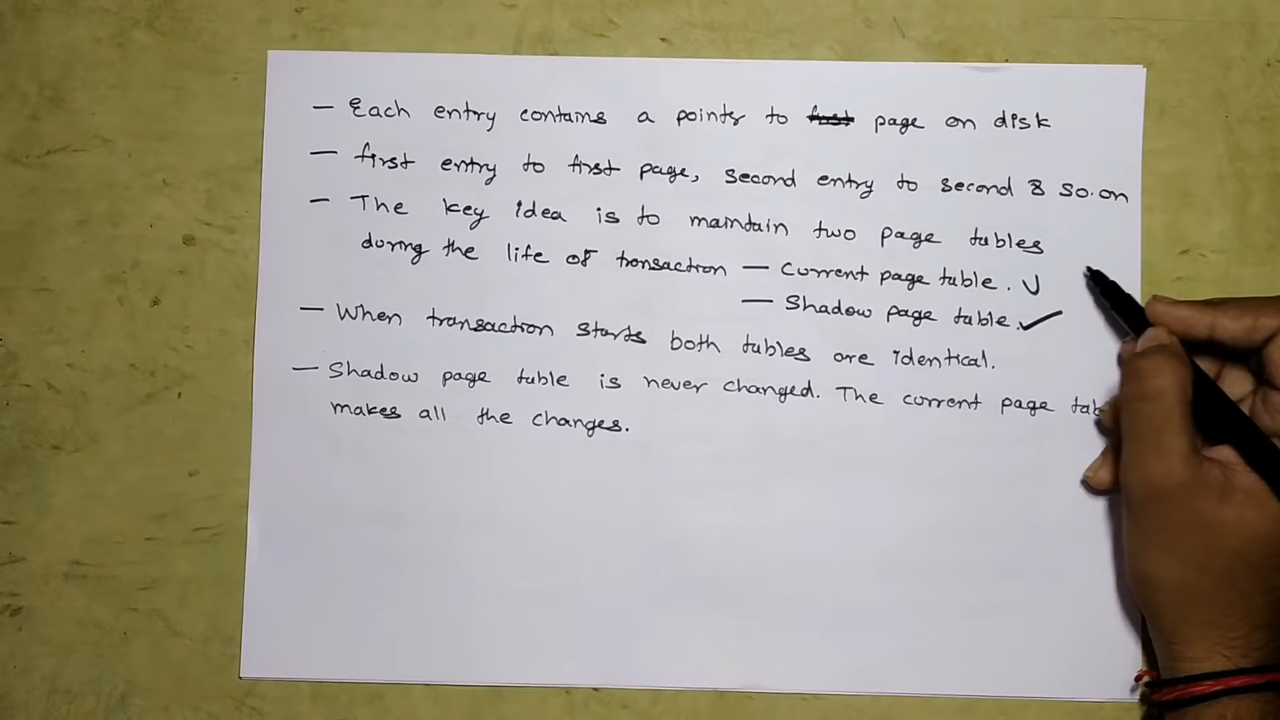 — Each entry contains a points to page on disk
— first entry to first page, second entry to second & so.on
— The key idea is to maintain two page tables
during the life of transaction — Current page table. ✓
— Shadow page table. ✓
— When transaction starts both tables are identical.
— Shadow page table is never changed. The current page tab
makes all the changes.